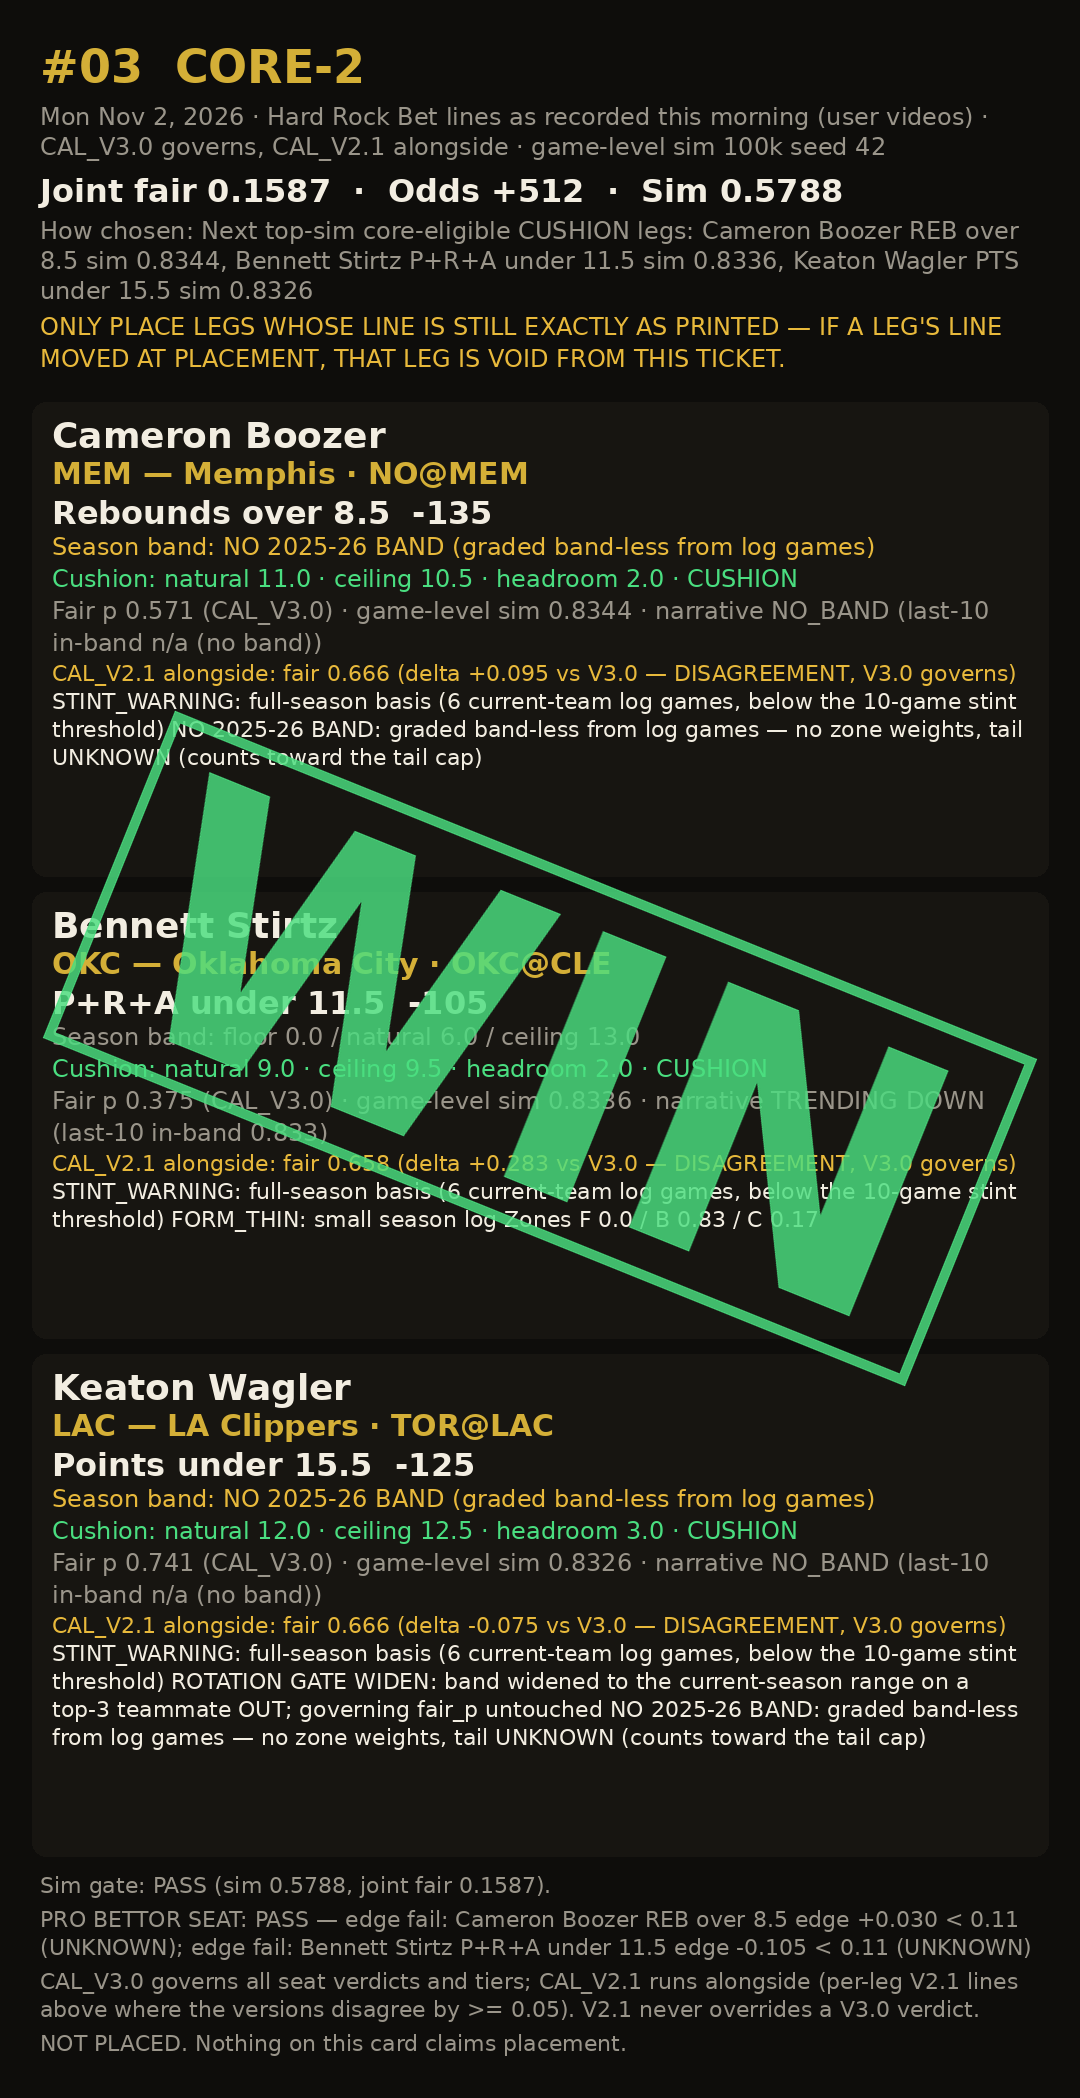 #03 CORE-2
Mon Nov 2, 2026 · Hard Rock Bet lines as recorded this morning (user videos) ·
CAL_V3.0 governs, CAL_V2.1 alongside · game-level sim 100k seed 42
Joint fair 0.1587 · Odds +512 · Sim 0.5788
How chosen: Next top-sim core-eligible CUSHION legs: Cameron Boozer REB over
8.5 sim 0.8344, Bennett Stirtz P+R+A under 11.5 sim 0.8336, Keaton Wagler PTS
under 15.5 sim 0.8326
ONLY PLACE LEGS WHOSE LINE IS STILL EXACTLY AS PRINTED — IF A LEG'S LINE
MOVED AT PLACEMENT, THAT LEG IS VOID FROM THIS TICKET.
Cameron Boozer
MEM — Memphis · NO@MEM
Rebounds over 8.5 -135
Season band: NO 2025-26 BAND (graded band-less from log games)
Cushion: natural 11.0 · ceiling 10.5 · headroom 2.0 · CUSHION
Fair p 0.571 (CAL_V3.0) · game-level sim 0.8344 · narrative NO_BAND (last-10
in-band n/a (no band))
CAL_V2.1 alongside: fair 0.666 (delta +0.095 vs V3.0 — DISAGREEMENT, V3.0 governs)
STINT_WARNING: full-season basis (6 current-team log games, below the 10-game stint
threshold) NO 2025-26 BAND: graded band-less from log games — no zone weights, tail
UNKNOWN (counts toward the tail cap)
WIN
Bennett Stirtz
OKC — Oklahoma City · OKC@CLE
P+R+A under 11.5 -105
Season band: floor 0.0 / natural 6.0 / ceiling 13.0
Cushion: natural 9.0 · ceiling 9.5 · headroom 2.0 · CUSHION
Fair p 0.375 (CAL_V3.0) · game-level sim 0.8336 · narrative TRENDING DOWN
(last-10 in-band 0.833)
CAL_V2.1 alongside: fair 0.658 (delta +0.283 vs V3.0 — DISAGREEMENT, V3.0 governs)
STINT_WARNING: full-season basis (6 current-team log games, below the 10-game stint
threshold) FORM_THIN: small season log Zones F 0.0 / B 0.83 / C 0.17
Keaton Wagler
LAC — LA Clippers · TOR@LAC
Points under 15.5 -125
Season band: NO 2025-26 BAND (graded band-less from log games)
Cushion: natural 12.0 · ceiling 12.5 · headroom 3.0 · CUSHION
Fair p 0.741 (CAL_V3.0) · game-level sim 0.8326 · narrative NO_BAND (last-10
in-band n/a (no band))
CAL_V2.1 alongside: fair 0.666 (delta -0.075 vs V3.0 — DISAGREEMENT, V3.0 governs)
STINT_WARNING: full-season basis (6 current-team log games, below the 10-game stint
threshold) ROTATION GATE WIDEN: band widened to the current-season range on a
top-3 teammate OUT; governing fair_p untouched NO 2025-26 BAND: graded band-less
from log games — no zone weights, tail UNKNOWN (counts toward the tail cap)
Sim gate: PASS (sim 0.5788, joint fair 0.1587).
PRO BETTOR SEAT: PASS — edge fail: Cameron Boozer REB over 8.5 edge +0.030 < 0.11
(UNKNOWN); edge fail: Bennett Stirtz P+R+A under 11.5 edge -0.105 < 0.11 (UNKNOWN)
CAL_V3.0 governs all seat verdicts and tiers; CAL_V2.1 runs alongside (per-leg V2.1 lines
above where the versions disagree by >= 0.05). V2.1 never overrides a V3.0 verdict.
NOT PLACED. Nothing on this card claims placement.